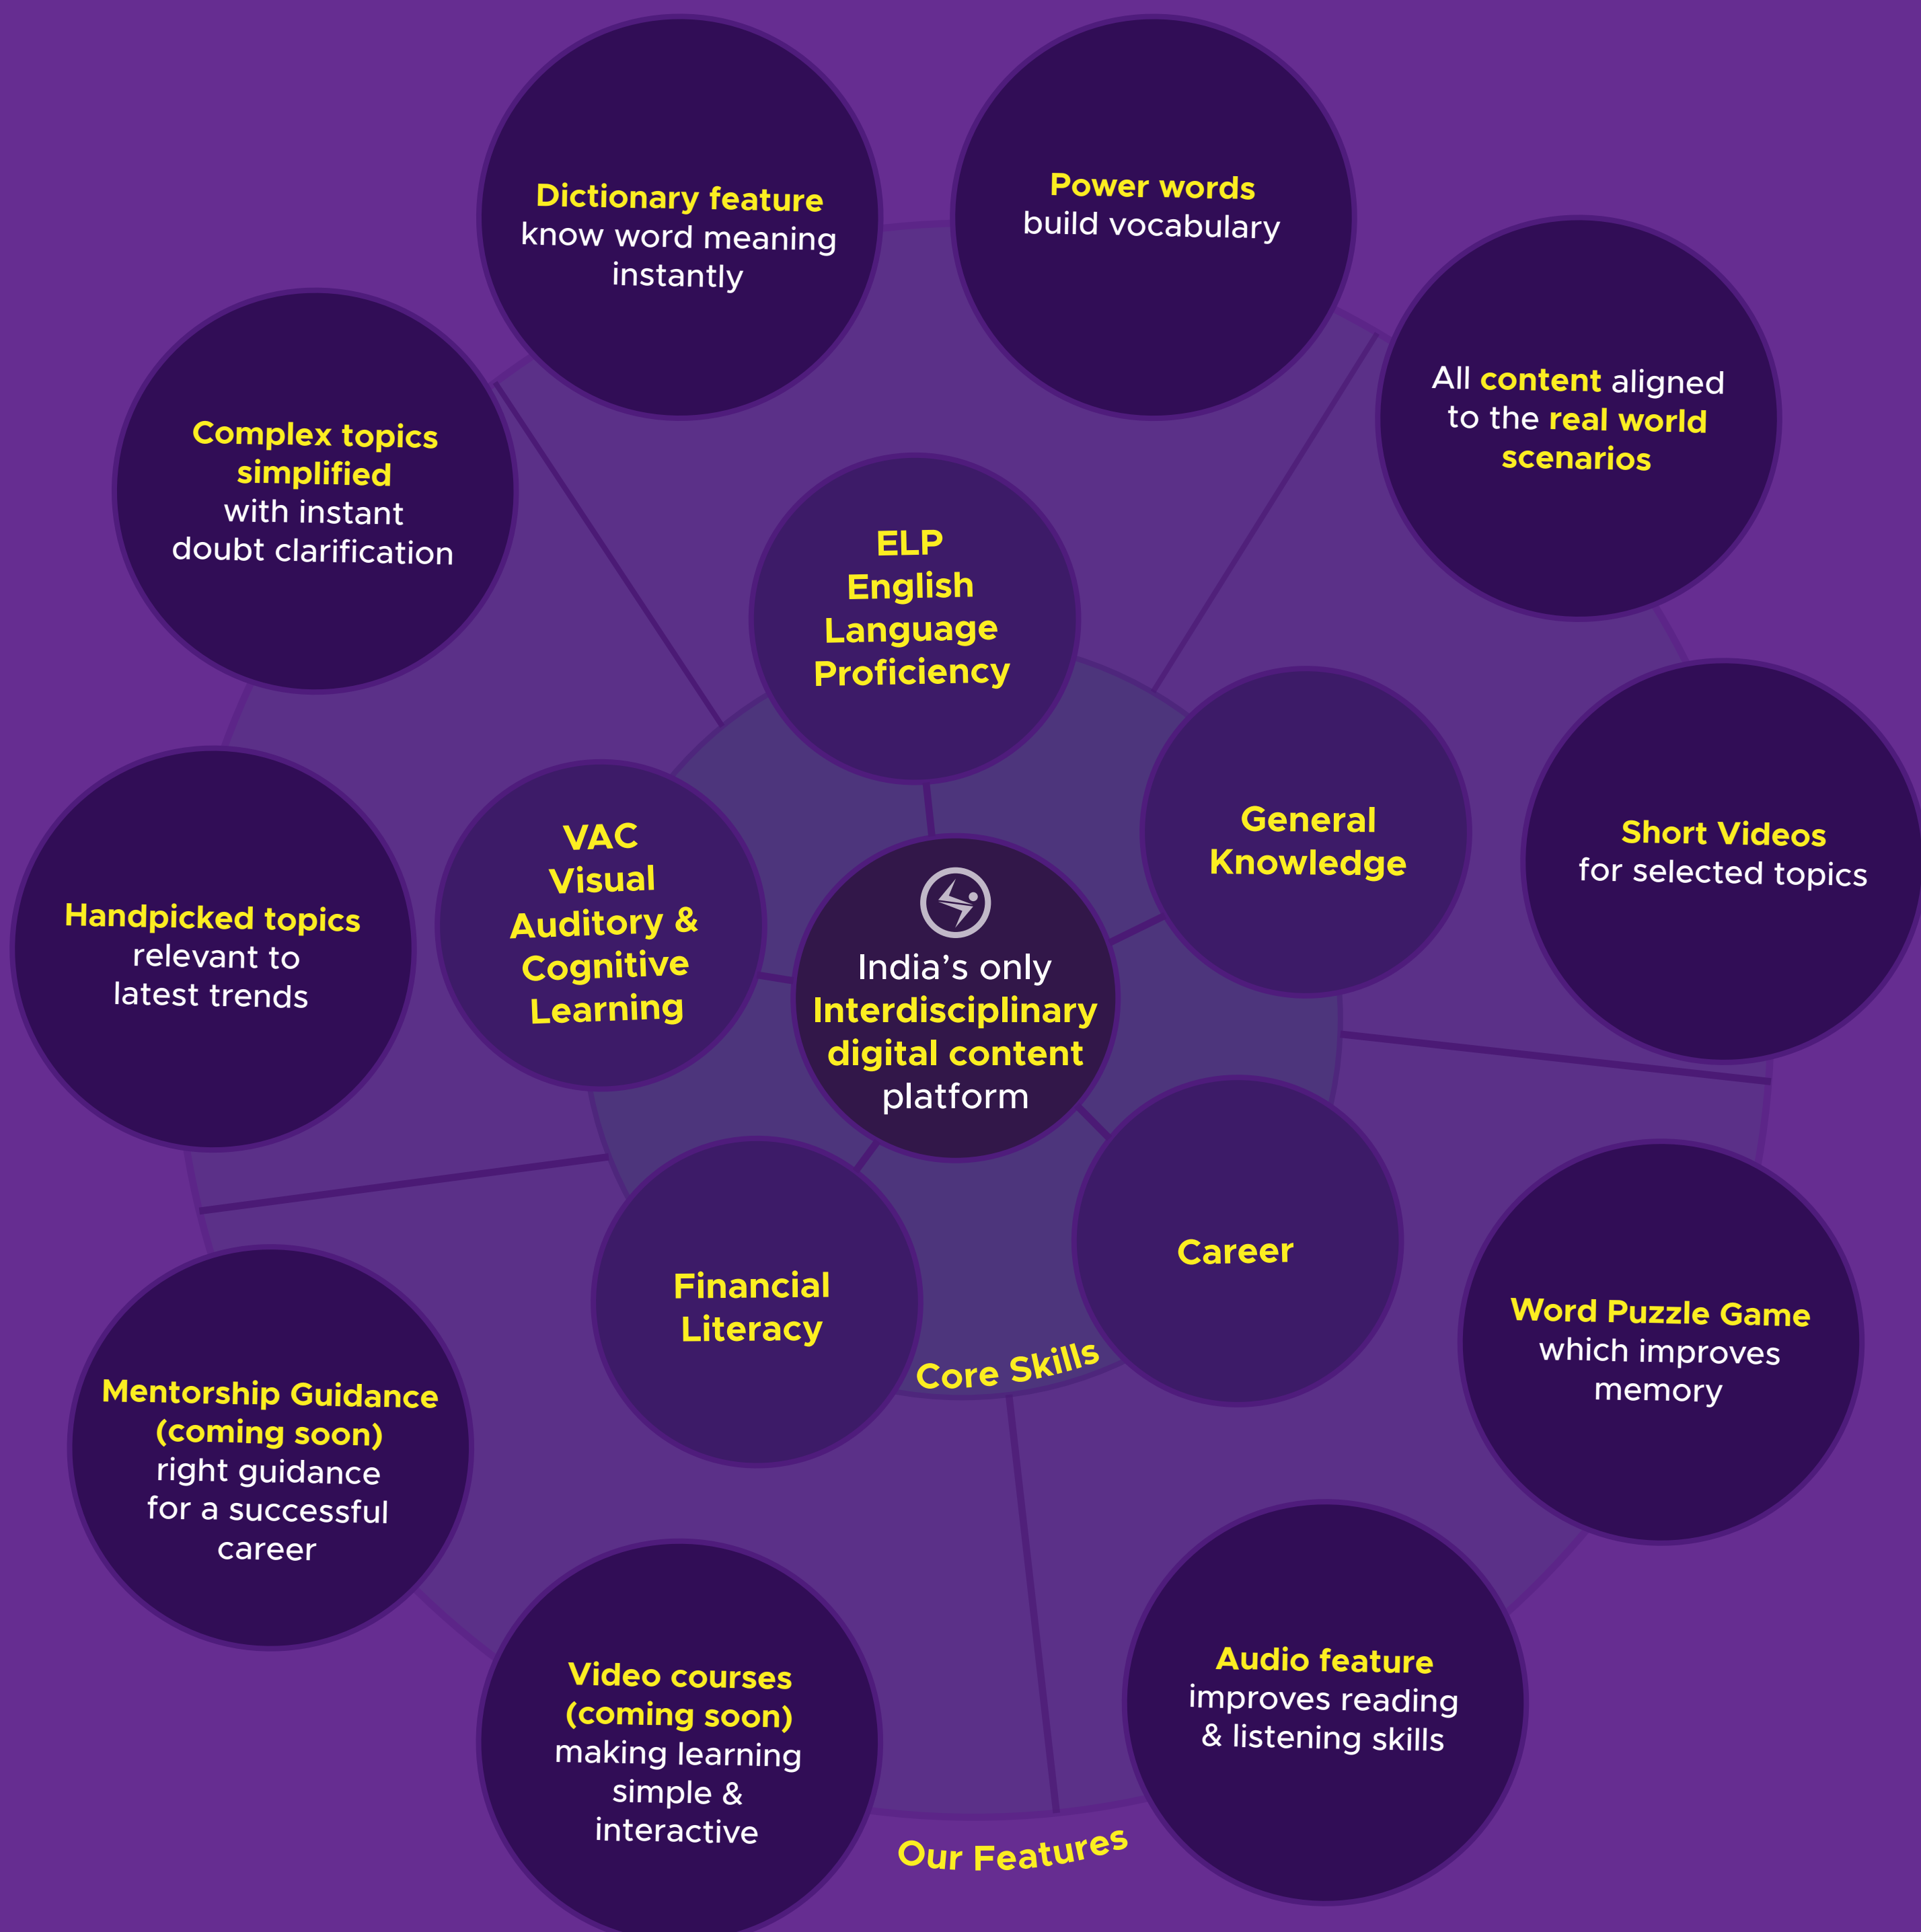 Dictionary feature
know word meaning
instantly
Power words
build vocabulary
All content aligned
to the real world
scenarios
Complex topics
simplified
with instant
doubt clarification
ELP
English
Language
Proficiency
General
Knowledge
Short Videos
for selected topics
VAC
Visual
Auditory &
Cognitive
Learning
Handpicked topics
relevant to
latest trends
India’s only
Interdisciplinary
digital content
platform
Career
Financial
Literacy
Core Skills
Word Puzzle Game
which improves
memory
Mentorship Guidance
(coming soon)
right guidance
for a successful
career
Video courses
(coming soon)
making learning
simple &
interactive
Audio feature
improves reading
& listening skills
Our Features